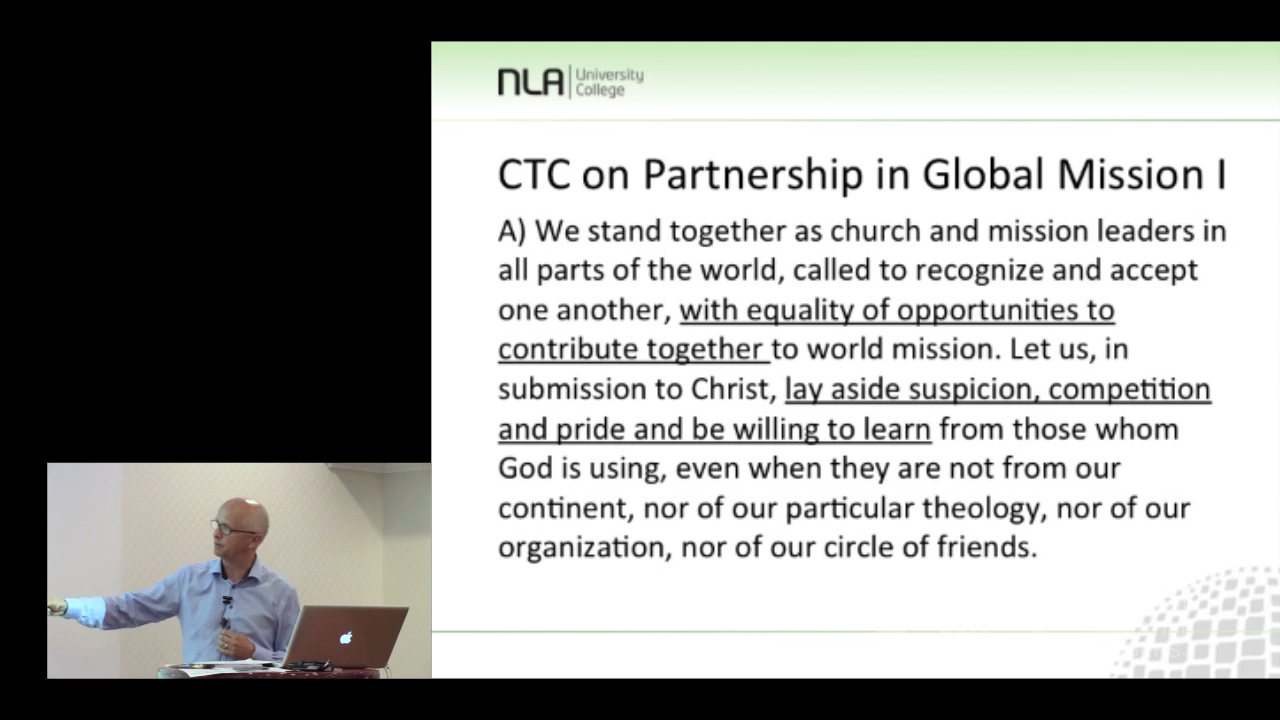 NLA University
College
CTC on Partnership in Global Mission I
A) We stand together as church and mission leaders in
all parts of the world, called to recognize and accept
one another, with equality of opportunities to
contribute together to world mission. Let us, in
submission to Christ, lay aside suspicion, competition
and pride and be willing to learn from those whom
God is using, even when they are not from our
continent, nor of our particular theology, nor of our
organization, nor of our circle of friends.